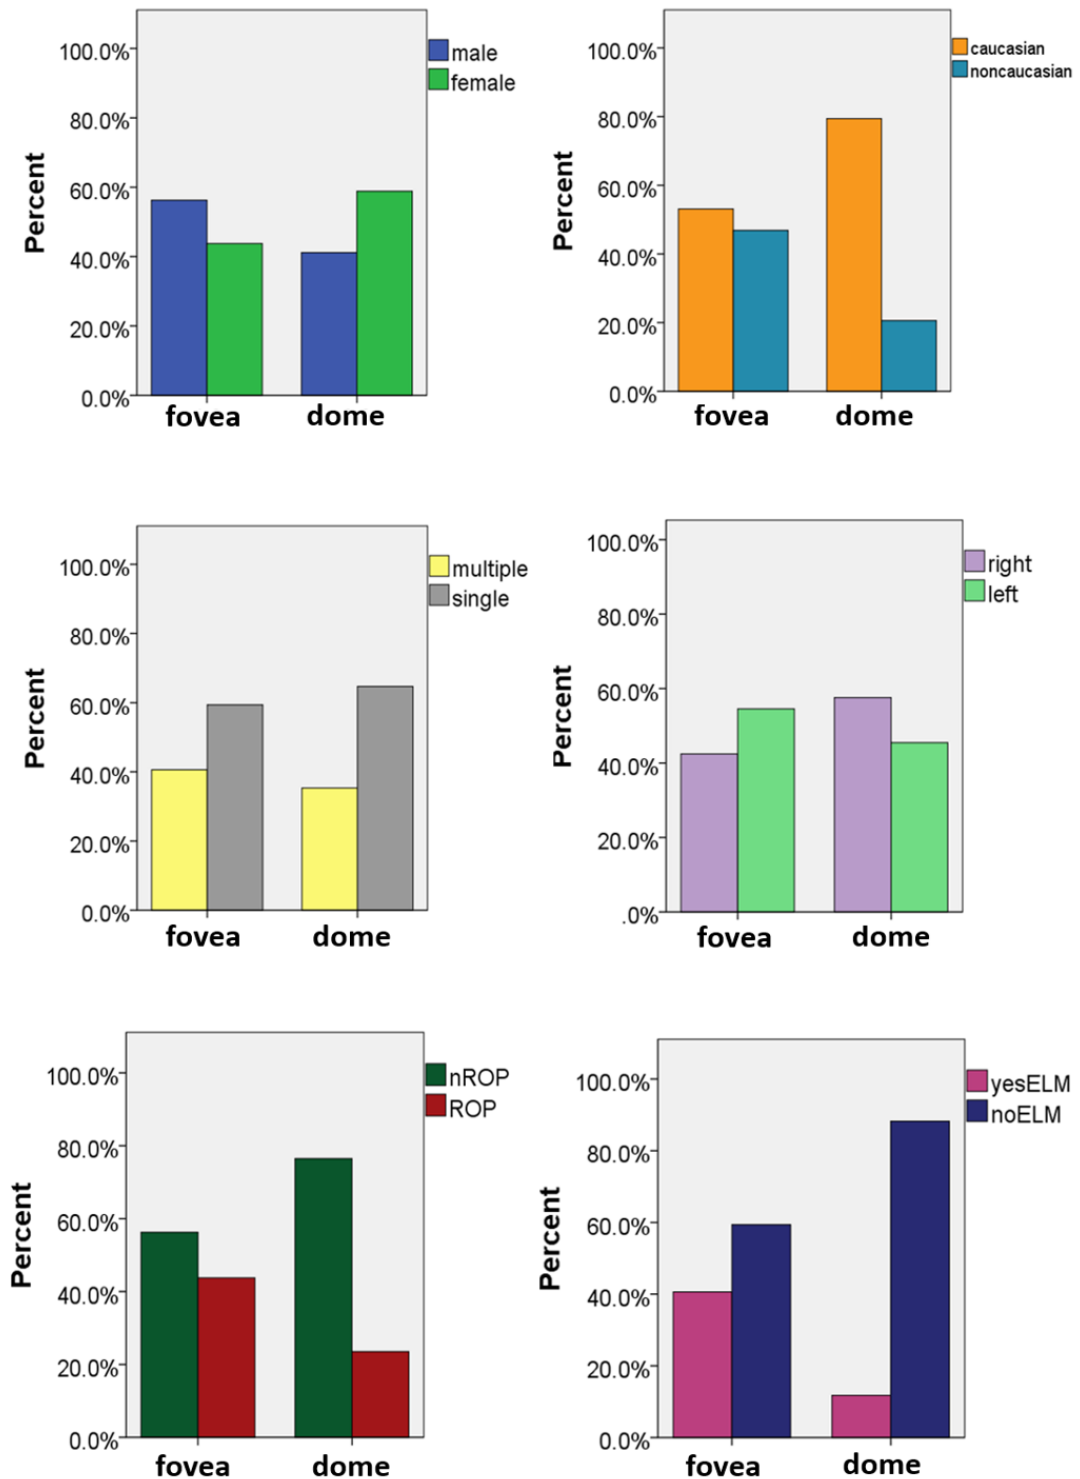 100.0%
80.0%
60.0%
40.0%
20.0%
0.0%
Percent
fovea
dome
male
female
100.0%
80.0%
60.0%
40.0%
20.0%
0.0%
Percent
fovea
dome
caucasian
noncaucasian
100.0%
80.0%
60.0%
40.0%
20.0%
0.0%
Percent
fovea
dome
multiple
single
100.0%
80.0%
60.0%
40.0%
20.0%
.0%
Percent
fovea
dome
right
left
100.0%
80.0%
60.0%
40.0%
20.0%
0.0%
Percent
fovea
dome
nROP
ROP
100.0%
80.0%
60.0%
40.0%
20.0%
0.0%
Percent
fovea
dome
yesELM
noELM